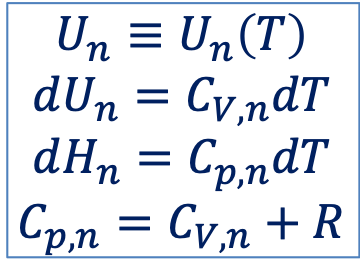 Uₙ ≡ Uₙ(T)
dUₙ = C_{V,n}dT
dHₙ = C_{p,n}dT
C_{p,n} = C_{V,n} + R